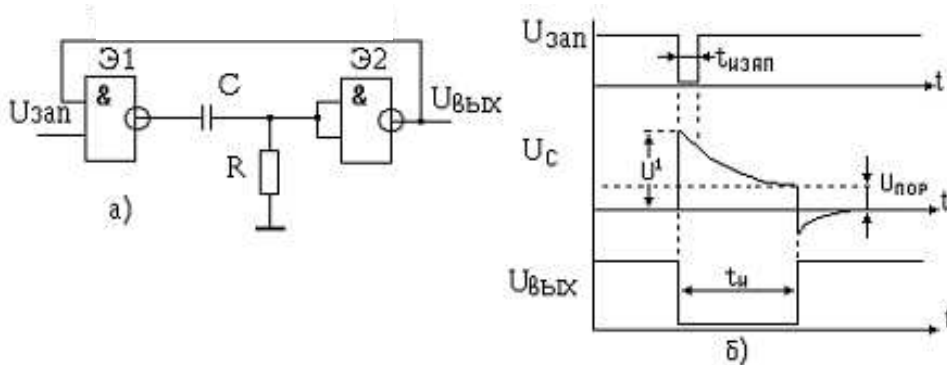 Э1
&
Uзап
C
R
Э2
&
Uвых
а)
Uзап
tизап
t
UC
U¹
Uпор
t
Uвых
tи
t
б)